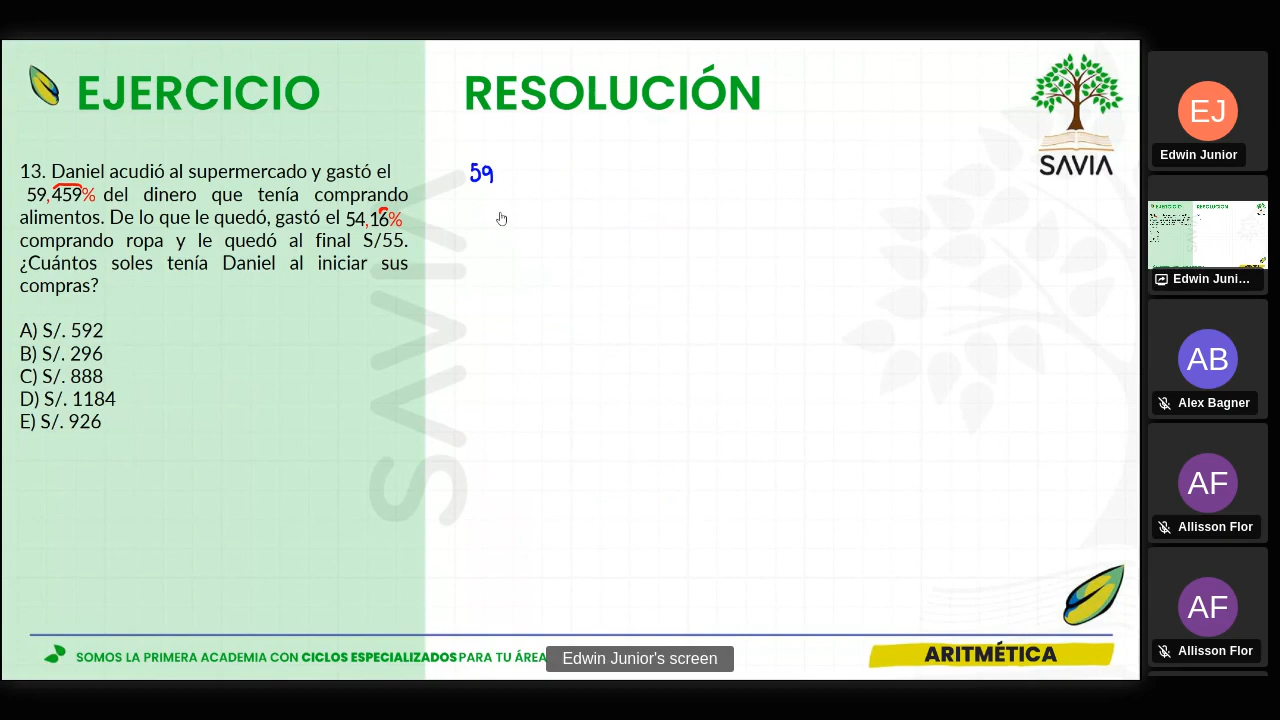 EJERCICIO
RESOLUCIÓN
SAVIA
13. Daniel acudió al supermercado y gastó el
59,459% del dinero que tenía comprando
alimentos. De lo que le quedó, gastó el 54,16%
comprando ropa y le quedó al final S/55.
¿Cuántos soles tenía Daniel al iniciar sus
compras?
A) S/. 592
B) S/. 296
C) S/. 888
D) S/. 1184
E) S/. 926
59
SAVIA
SOMOS LA PRIMERA ACADEMIA CON CICLOS ESPECIALIZADOS PARA TU ÁREA
Edwin Junior's screen
ARITMÉTICA
EJ
Edwin Junior
Edwin Juni...
AB
Alex Bagner
AF
Allisson Flor
AF
Allisson Flor